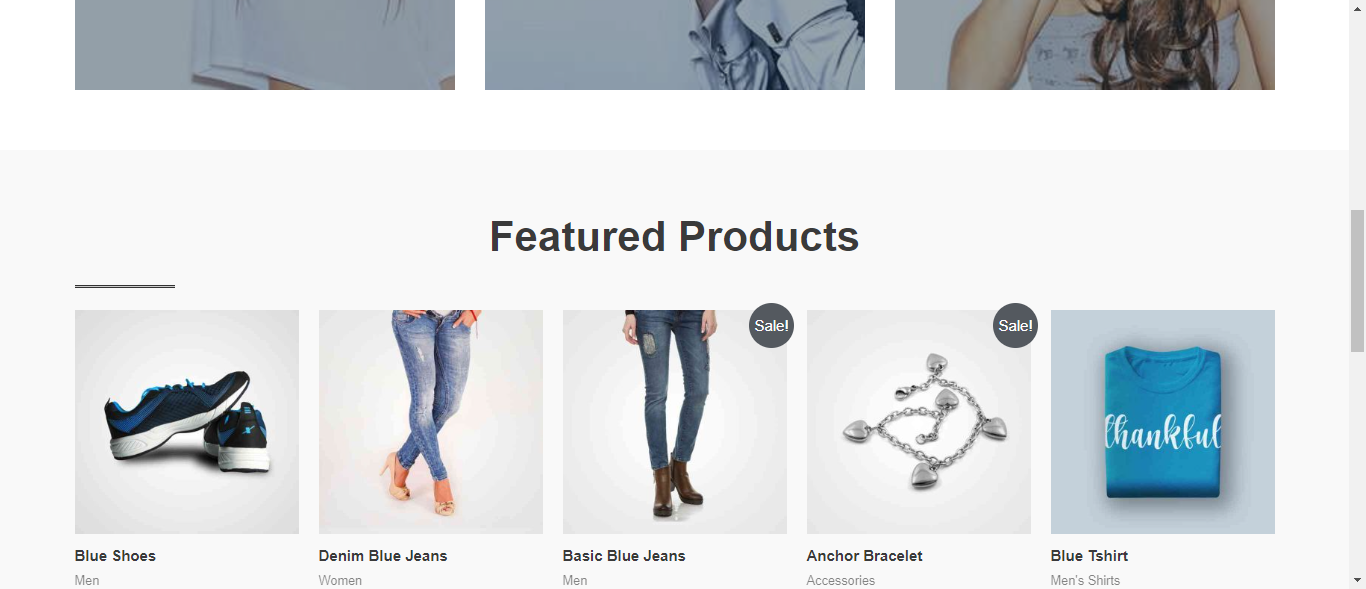 Featured Products
Sale!
Sale!
thankful
Blue Shoes
Denim Blue Jeans
Basic Blue Jeans
Anchor Bracelet
Blue Tshirt
Men
Women
Men
Accessories
Men's Shirts